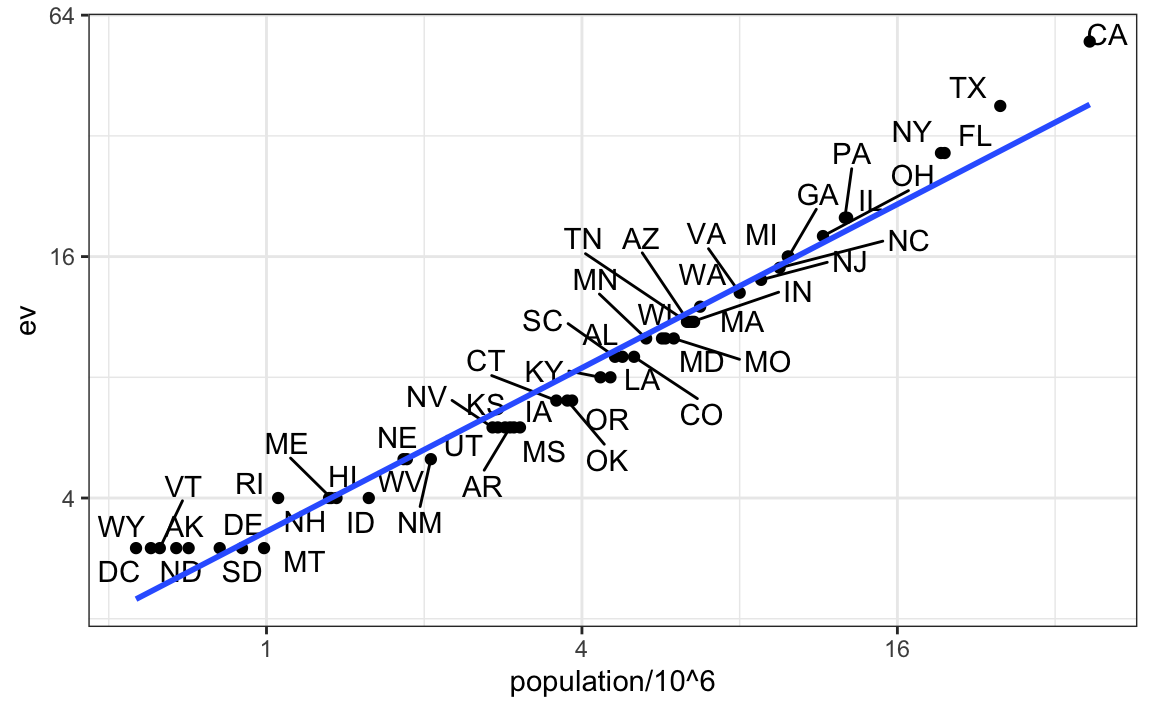 64
CA
TX
NY FL
PA
OH
GA IL
TN AZ VA MI NC
NJ
MN WA
IN
SC AL WI MA
CT KY MD MO
LA
NV KS IA CO
OR
ME NE UT MS OK
VT RI HI WV AR
WY AK DE NH ID NM
DC ND SD MT
16
4
ev
1 4 16
population/10^6